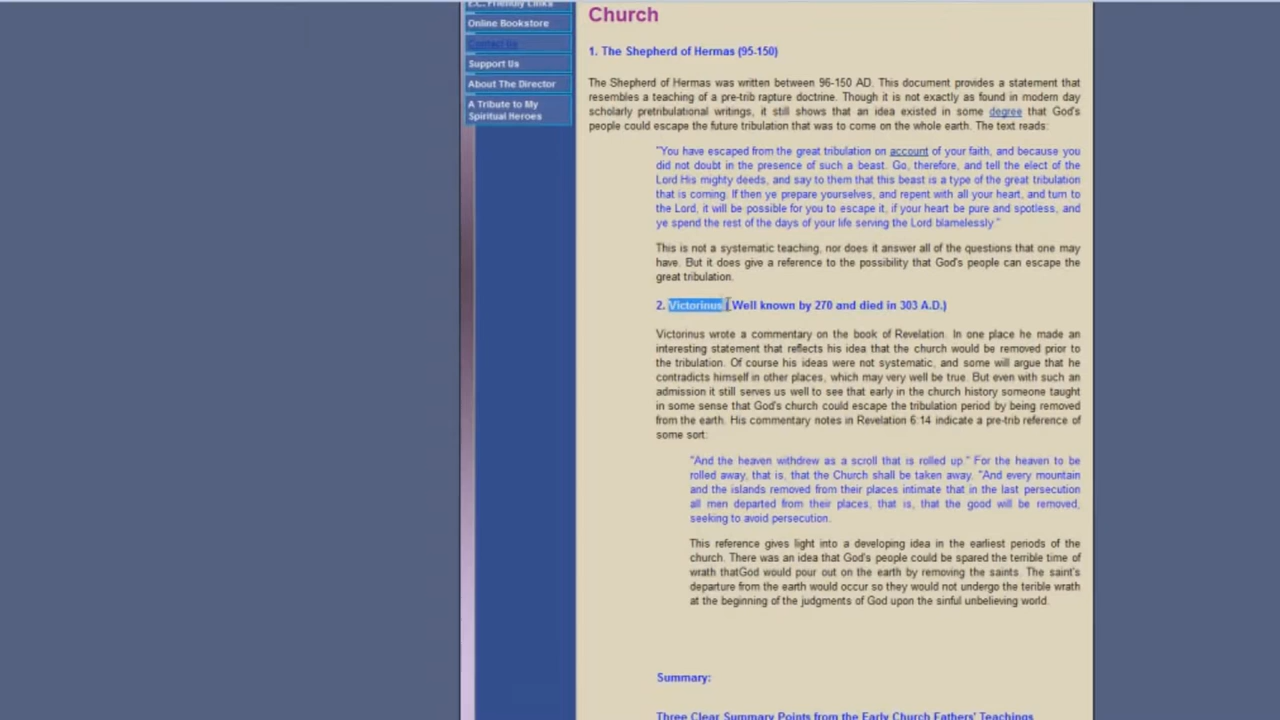 E.C. Friendly Links
Online Bookstore
Contact Us
Support Us
About The Director
A Tribute to My
Spiritual Heroes
Church
1. The Shepherd of Hermas (95-150)
The Shepherd of Hermas was written between 96-150 AD. This document provides a statement that
resembles a teaching of a pre-trib rapture doctrine. Though it is not exactly as found in modern day
scholarly pretribulational writings, it still shows that an idea existed in some degree that God's
people could escape the future tribulation that was to come on the whole earth. The text reads:
"You have escaped from the great tribulation on account of your faith, and because you
did not doubt in the presence of such a beast. Go, therefore, and tell the elect of the
Lord His mighty deeds, and say to them that this beast is a type of the great tribulation
that is coming. If then ye prepare yourselves, and repent with all your heart, and turn to
the Lord, it will be possible for you to escape it, if your heart be pure and spotless, and
ye spend the rest of the days of your life serving the Lord blamelessly."
This is not a systematic teaching, nor does it answer all of the questions that one may
have. But it does give a reference to the possibility that God's people can escape the
great tribulation.
2. Victorinus (Well known by 270 and died in 303 A.D.)
Victorinus wrote a commentary on the book of Revelation. In one place he made an
interesting statement that reflects his idea that the church would be removed prior to
the tribulation. Of course his ideas were not systematic, and some will argue that he
contradicts himself in other places, which may very well be true. But even with such an
admission it still serves us well to see that early in the church history someone taught
in some sense that God's church could escape the tribulation period by being removed
from the earth. His commentary notes in Revelation 6:14 indicate a pre-trib reference of
some sort:
"And the heaven withdrew as a scroll that is rolled up." For the heaven to be
rolled away, that is, that the Church shall be taken away. "And every mountain
and the islands removed from their places intimate that in the last persecution
all men departed from their places; that is, that the good will be removed,
seeking to avoid persecution.
This reference gives light into a developing idea in the earliest periods of the
church. There was an idea that God's people could be spared the terrible time of
wrath thatGod would pour out on the earth by removing the saints. The saint's
departure from the earth would occur so they would not undergo the terible wrath
at the beginning of the judgments of God upon the sinful unbelieving world.
Summary:
Three Clear Summary Points from the Early Church Fathers' Teachings